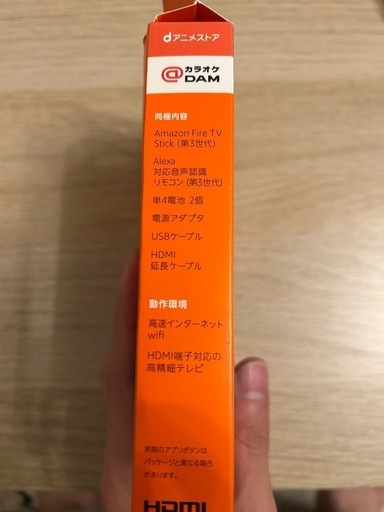 dアニメストア
カラオケ
@DAM
同梱内容
Amazon Fire TV
Stick (第3世代)
Alexa
対応音声認識
リモコン (第3世代)
単4電池 2個
電源アダプタ
USBケーブル
HDMI
延長ケーブル
動作環境
高速インターネット
wifi
HDMI端子対応の
高精細テレビ
実際のアプリボタンは
パッケージと異なる場合
があります。
HDMI